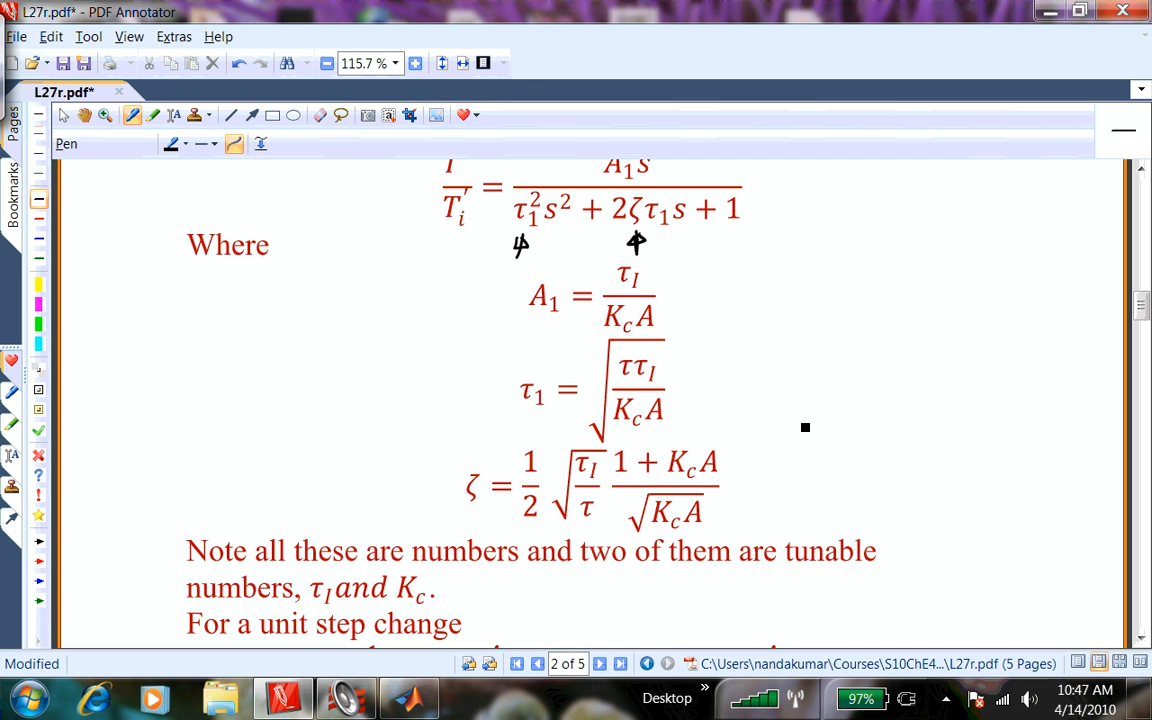 L27r.pdf* - PDF Annotator
File Edit Tool View Extras Help
115.7 %
L27r.pdf*
Pages
Bookmarks
Pen
T' / T_i' = A_1 s / (τ_1^2 s^2 + 2ζτ_1 s + 1)
Where
A_1 = τ_I / (K_c A)
τ_1 = √(ττ_I / (K_c A))
ζ = 1/2 √(τ_I / τ) (1 + K_c A) / √(K_c A)
Note all these are numbers and two of them are tunable
numbers, τ_I and K_c.
For a unit step change
Modified
2 of 5
C:\Users\nandakumar\Courses\S10ChE4...\L27r.pdf (5 Pages)
Desktop
97%
10:47 AM
4/14/2010